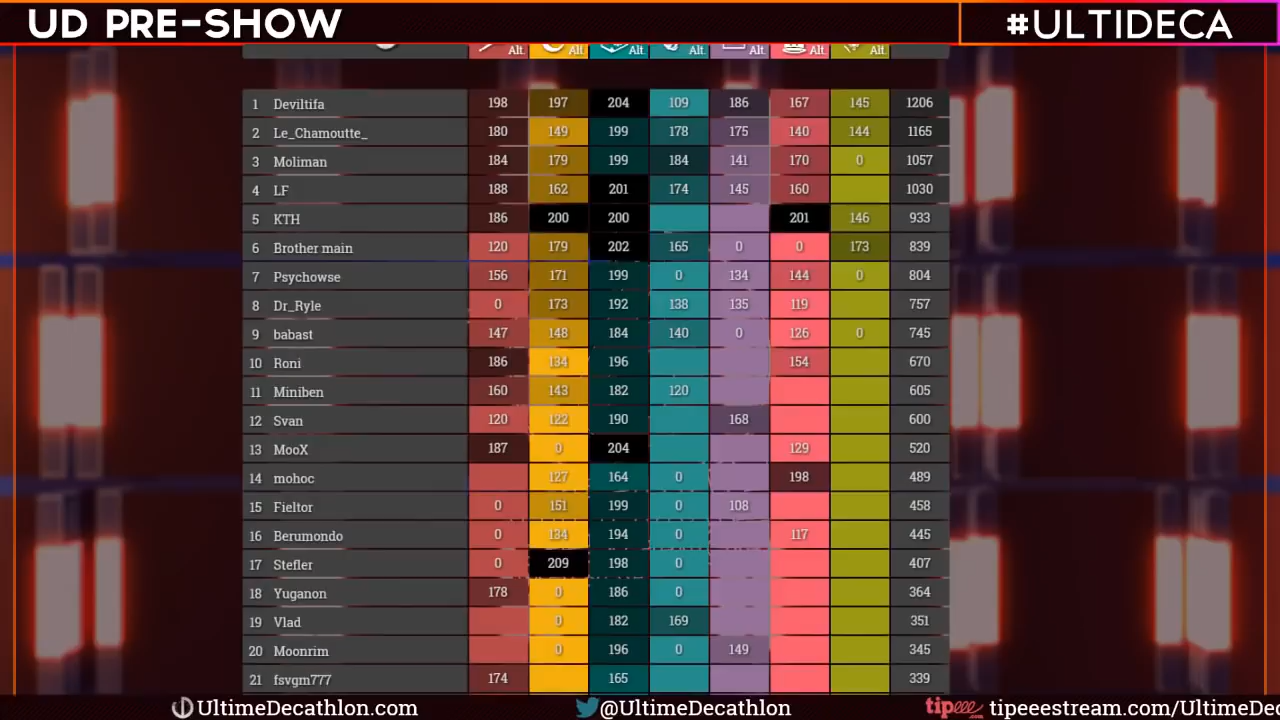 UD PRE-SHOW #ULTIDECA
Alt. Alt Alt. Alt. Alt. Alt. Alt.
1 Deviltifa 198 197 204 109 186 167 145 1206
2 Le_Chamoutte_ 180 149 199 178 175 140 144 1165
3 Moliman 184 179 199 184 141 170 0 1057
4 LF 188 162 201 174 145 160 1030
5 KTH 186 200 200 201 146 933
6 Brother main 120 179 202 165 0 0 173 839
7 Psychowse 156 171 199 0 134 144 0 804
8 Dr_Ryle 0 173 192 138 135 119 757
9 babast 147 148 184 140 0 126 0 745
10 Roni 186 134 196 154 670
11 Miniben 160 143 182 120 605
12 Svan 120 122 190 168 600
13 MooX 187 0 204 129 520
14 mohoc 127 164 0 198 489
15 Fieltor 0 151 199 0 108 458
16 Berumondo 0 134 194 0 117 445
17 Stefler 0 209 198 0 407
18 Yuganon 178 0 186 0 364
19 Vlad 0 182 169 351
20 Moonrim 0 196 0 149 345
21 fsvgm777 174 165 339
UltimeDecathlon.com @UltimeDecathlon tipeee tipeeestream.com/UltimeDec